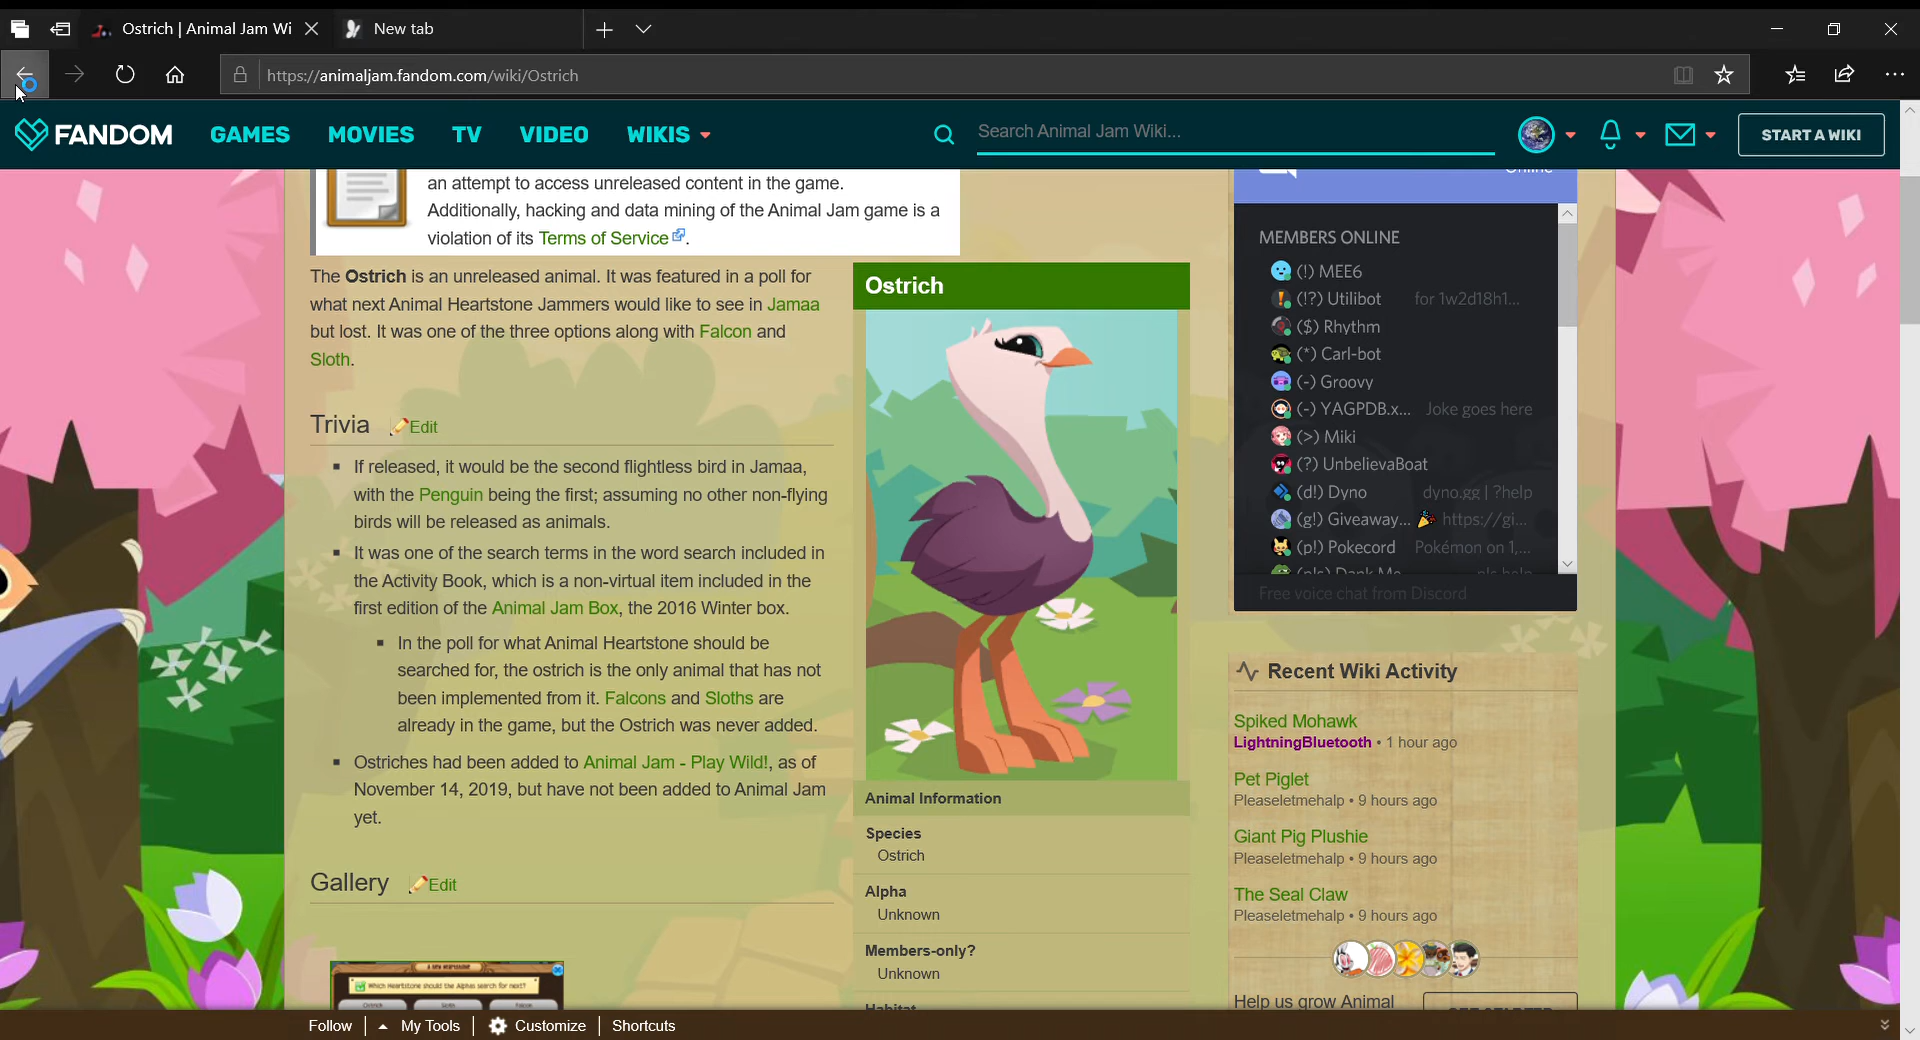 Ostrich | Animal Jam Wi
New tab
https://animaljam.fandom.com/wiki/Ostrich
FANDOM
GAMES
MOVIES
TV
VIDEO
WIKIS
Search Animal Jam Wiki...
START A WIKI
an attempt to access unreleased content in the game.
Additionally, hacking and data mining of the Animal Jam game is a
violation of its Terms of Service.
The Ostrich is an unreleased animal. It was featured in a poll for
what next Animal Heartstone Jammers would like to see in Jamaa
but lost. It was one of the three options along with Falcon and
Sloth.
Trivia
Edit
If released, it would be the second flightless bird in Jamaa,
with the Penguin being the first; assuming no other non-flying
birds will be released as animals.
It was one of the search terms in the word search included in
the Activity Book, which is a non-virtual item included in the
first edition of the Animal Jam Box, the 2016 Winter box.
In the poll for what Animal Heartstone should be
searched for, the ostrich is the only animal that has not
been implemented from it. Falcons and Sloths are
already in the game, but the Ostrich was never added.
Ostriches had been added to Animal Jam - Play Wild!, as of
November 14, 2019, but have not been added to Animal Jam
yet.
Gallery
Edit
Which Heartstone should the Alphas search for next?
Ostrich
Sloth
Falcon
Ostrich
Animal Information
Species
Ostrich
Alpha
Unknown
Members-only?
Unknown
Habitat
Online
MEMBERS ONLINE
(!) MEE6
(!?) Utilibot for 1w2d18h1...
($) Rhythm
(*) Carl-bot
(-) Groovy
(-) YAGPDB.x... Joke goes here
(>) Miki
(?) UnbelievaBoat
(d!) Dyno dyno.gg | ?help
(g!) Giveaway... https://gi...
(p!) Pokecord Pokémon on 1,...
Free voice chat from Discord
Recent Wiki Activity
Spiked Mohawk
LightningBluetooth • 1 hour ago
Pet Piglet
Pleaseletmehalp • 9 hours ago
Giant Pig Plushie
Pleaseletmehalp • 9 hours ago
The Seal Claw
Pleaseletmehalp • 9 hours ago
Help us grow Animal
Follow
My Tools
Customize
Shortcuts